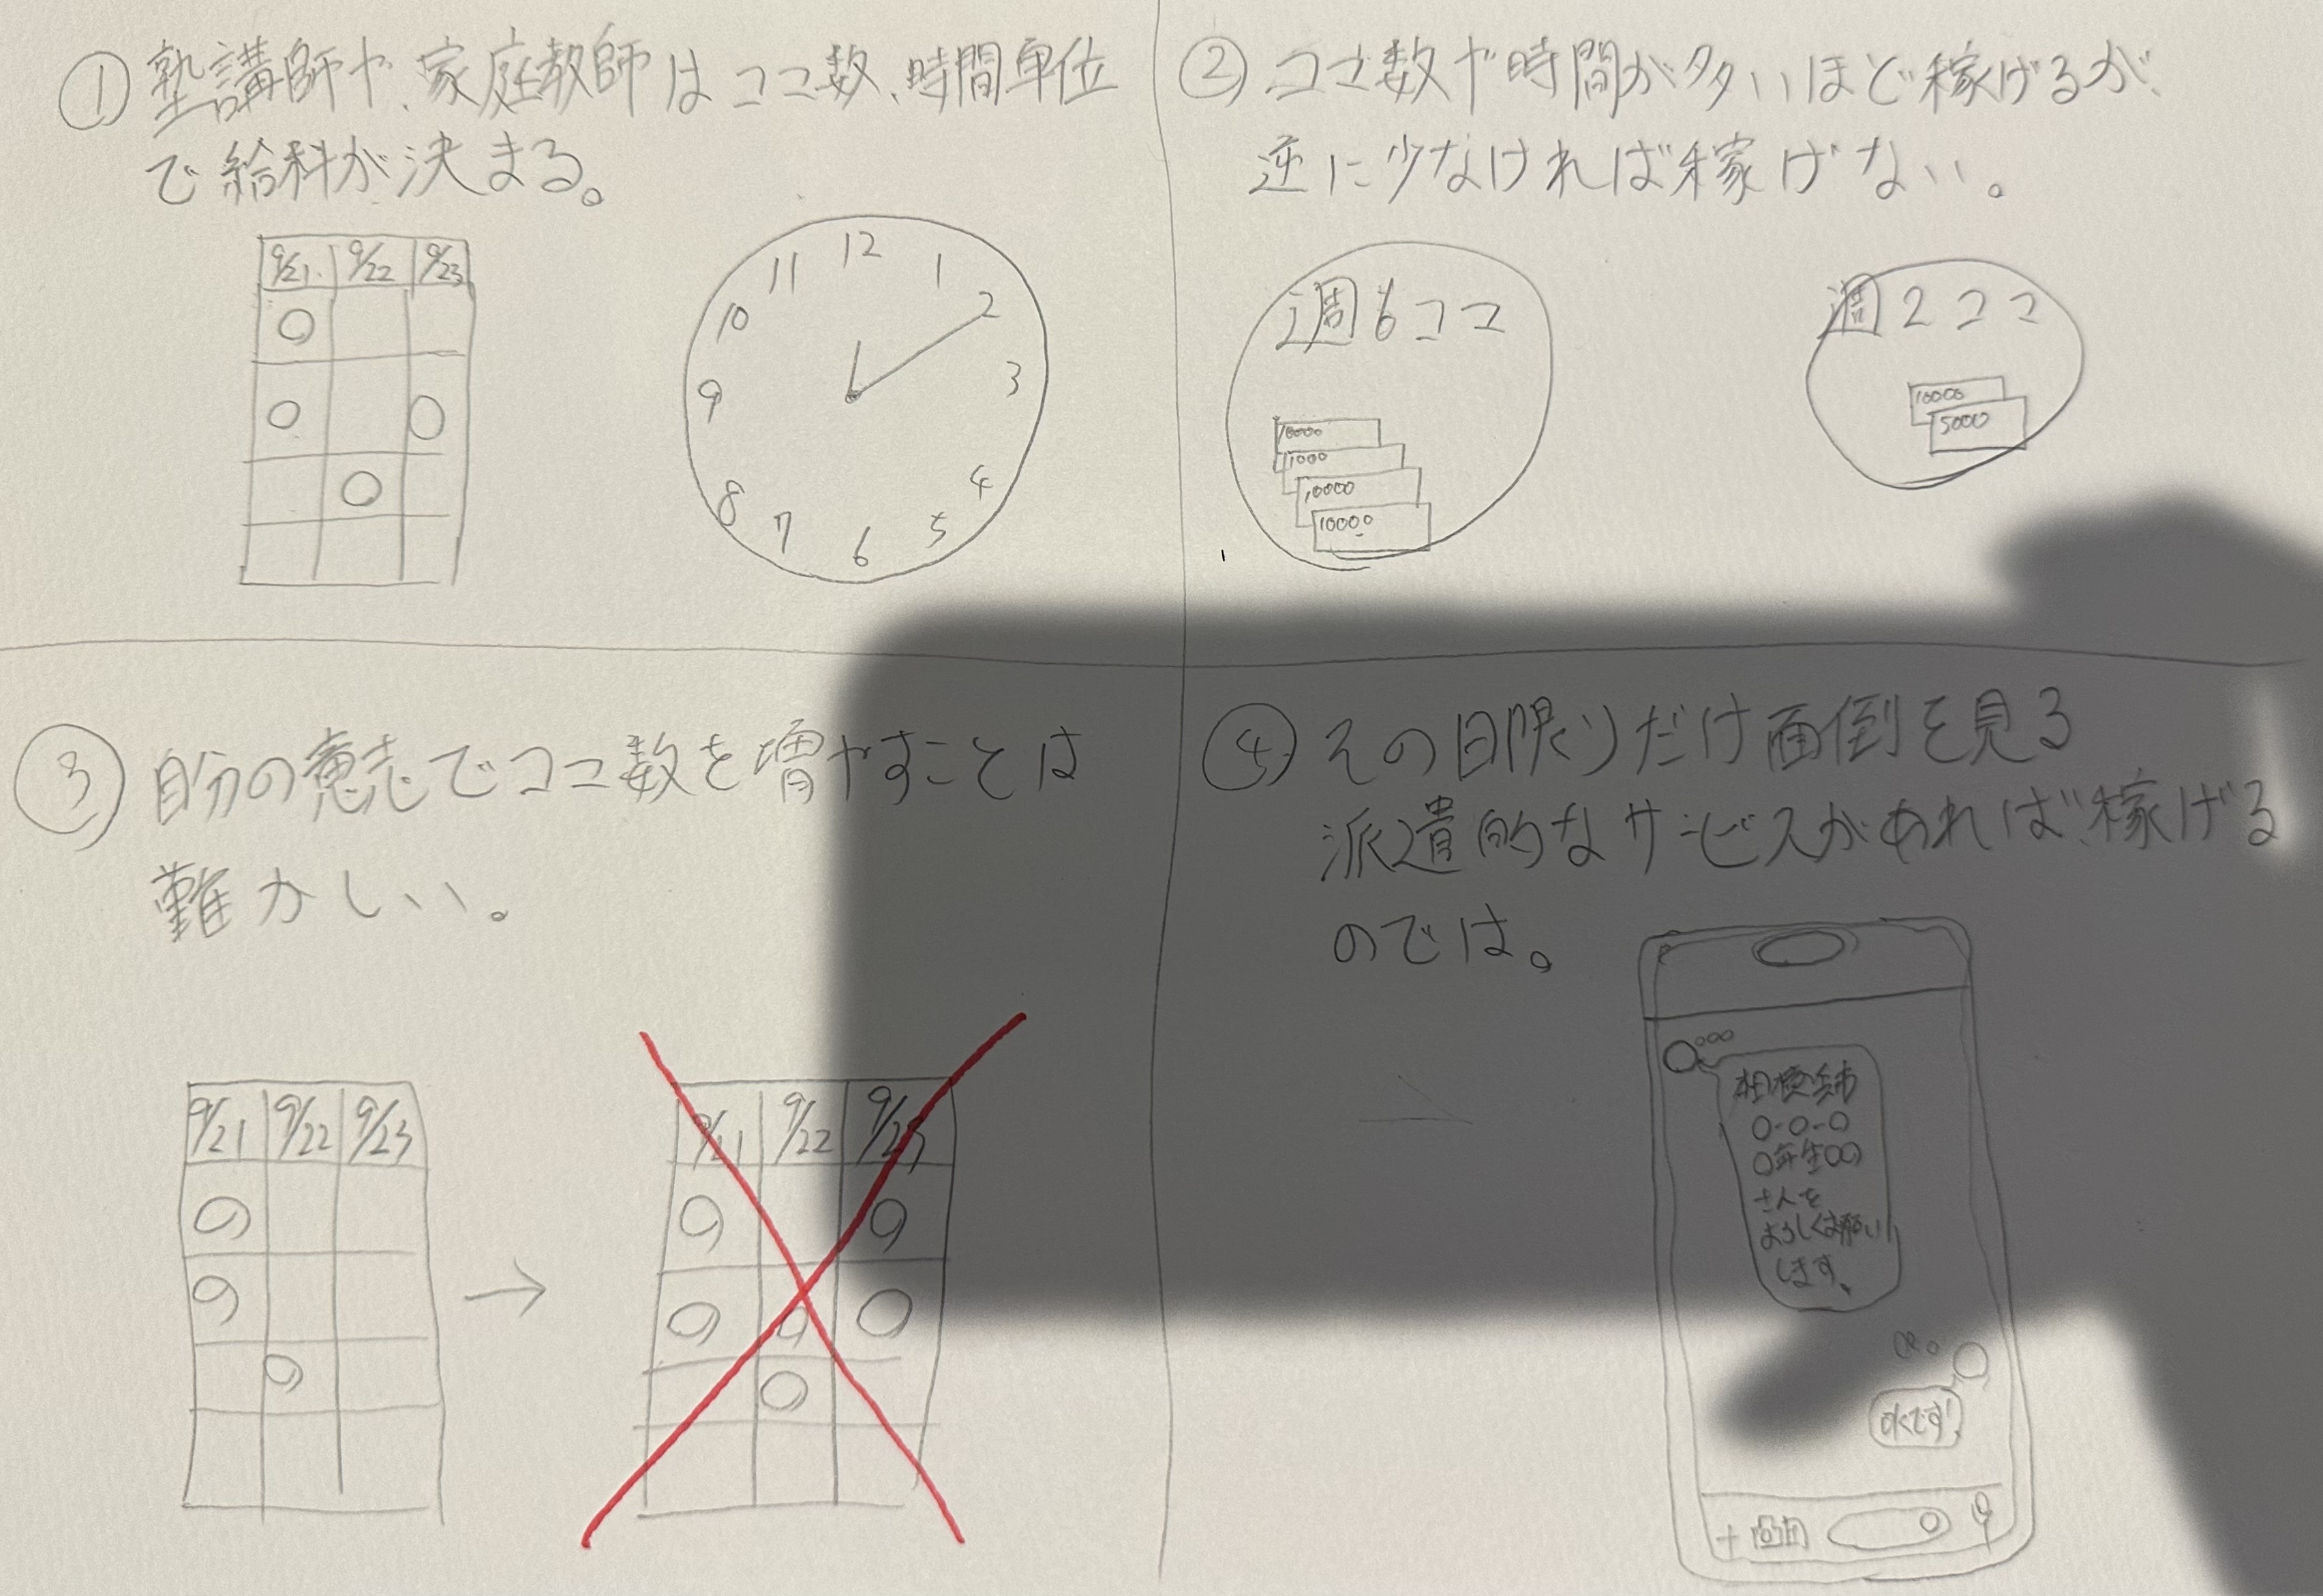 ① 塾講師や、家庭教師はコマ数、時間単位
で給料が決まる。
9/21 9/22 9/23
12
1
2
3
4
5
6
7
8
9
10
11
② コマ数や時間が多いほど稼げるが、
逆に少なければ稼げない。
週6コマ
10000
1000
10000
10000
週2コマ
10000
5000
③ 自分の意志でコマ数を増やすことは
難かしい。
9/21 9/22 9/23
→
9/21 9/22 9/23
④ その日限りだけ面倒を見る
派遣的なサービスがあれば、稼げる
のでは。
相模原市
○-○-○
○年生○○
さんを
よろしくお願い
します。
OKです!
+